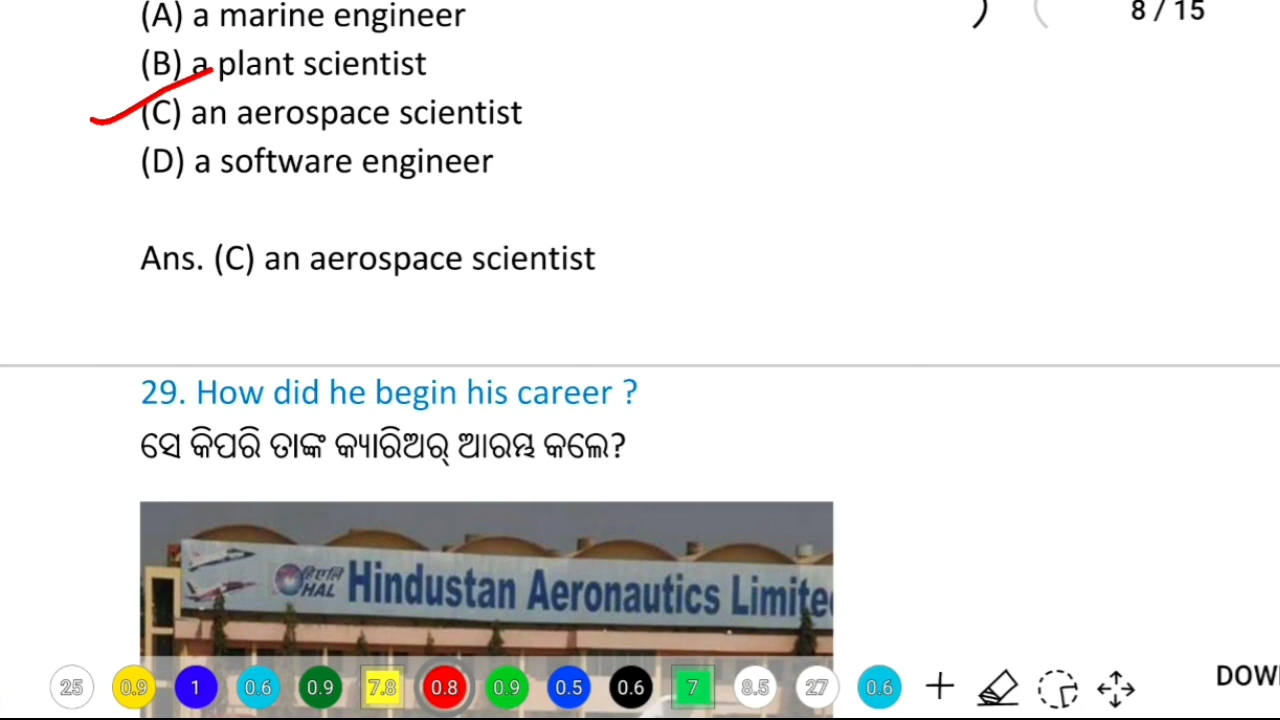 (A) a marine engineer
8 / 15
(B) a plant scientist
(C) an aerospace scientist
(D) a software engineer
Ans. (C) an aerospace scientist
29. How did he begin his career ?
ସେ କିପରି ତାଙ୍କ କ୍ୟାରିଅର୍ ଆରମ୍ଭ କଲେ?
हिएलि HAL Hindustan Aeronautics Limite
25 0.9 1 0.6 0.9 7.8 0.8 0.9 0.5 0.6 7 8.5 27 0.6
DOW